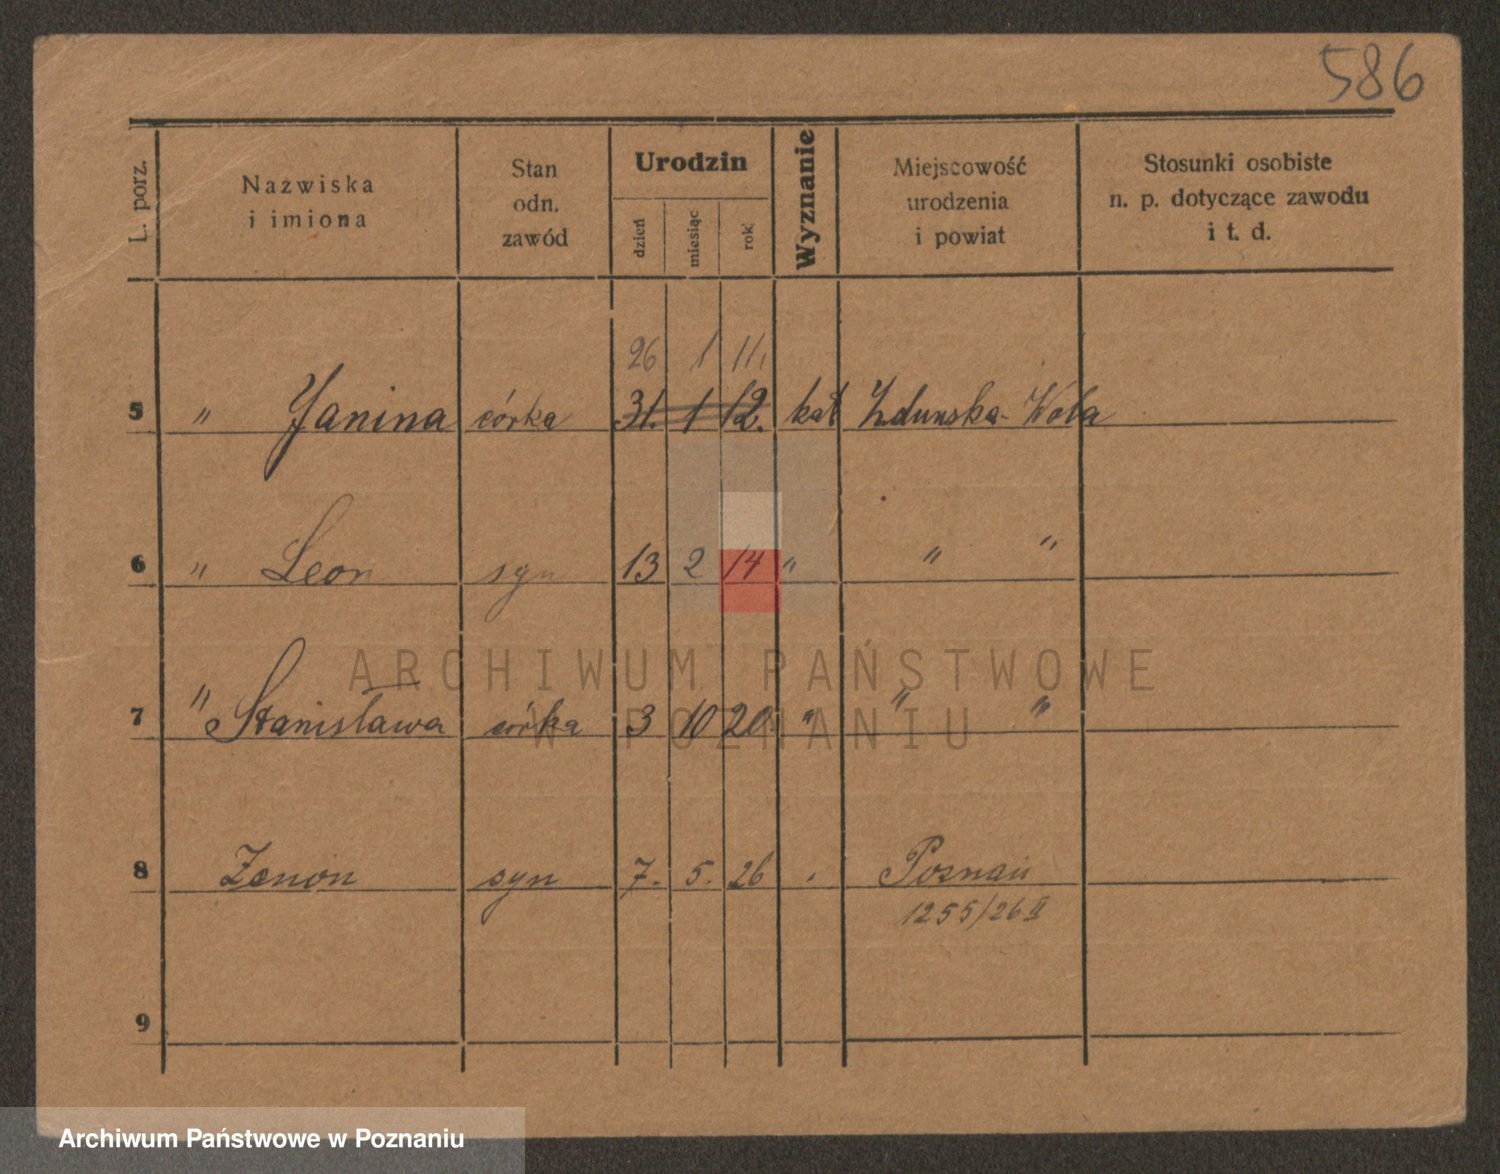 586
L. porz.
Nazwiska
i imiona
Stan
odn.
zawód
Urodzin
dzień
miesiąc
rok
Wyznanie
Miejscowość
urodzenia
i powiat
Stosunki osobiste
n. p. dotyczące zawodu
i t. d.
26 1 11.
5 " Janina córka 31. 1 12. kat Zduńska-Wola
6 " Leon syn 13 2 14 " " "
ARCHIWUM PAŃSTWOWE
7 " Stanisława córka 3 10 20 " " "
W POZNANIU
8 Zenon syn 7. 5. 26 " Poznań
1255/26 II
9
Archiwum Państwowe w Poznaniu